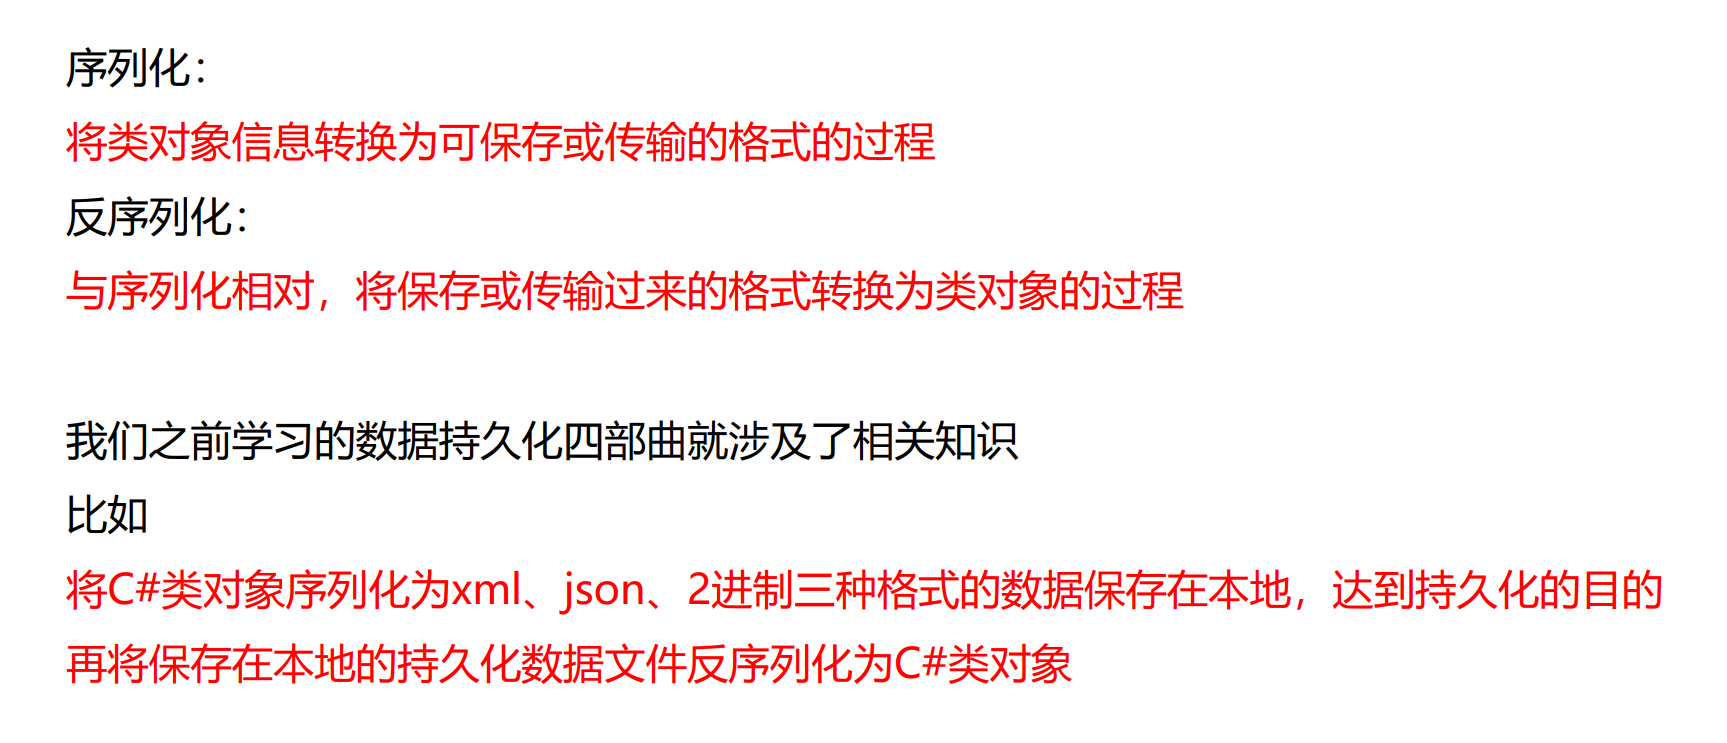 序列化：
将类对象信息转换为可保存或传输的格式的过程
反序列化：
与序列化相对，将保存或传输过来的格式转换为类对象的过程
我们之前学习的数据持久化四部曲就涉及了相关知识
比如
将C#类对象序列化为xml、json、2进制三种格式的数据保存在本地，达到持久化的目的
再将保存在本地的持久化数据文件反序列化为C#类对象